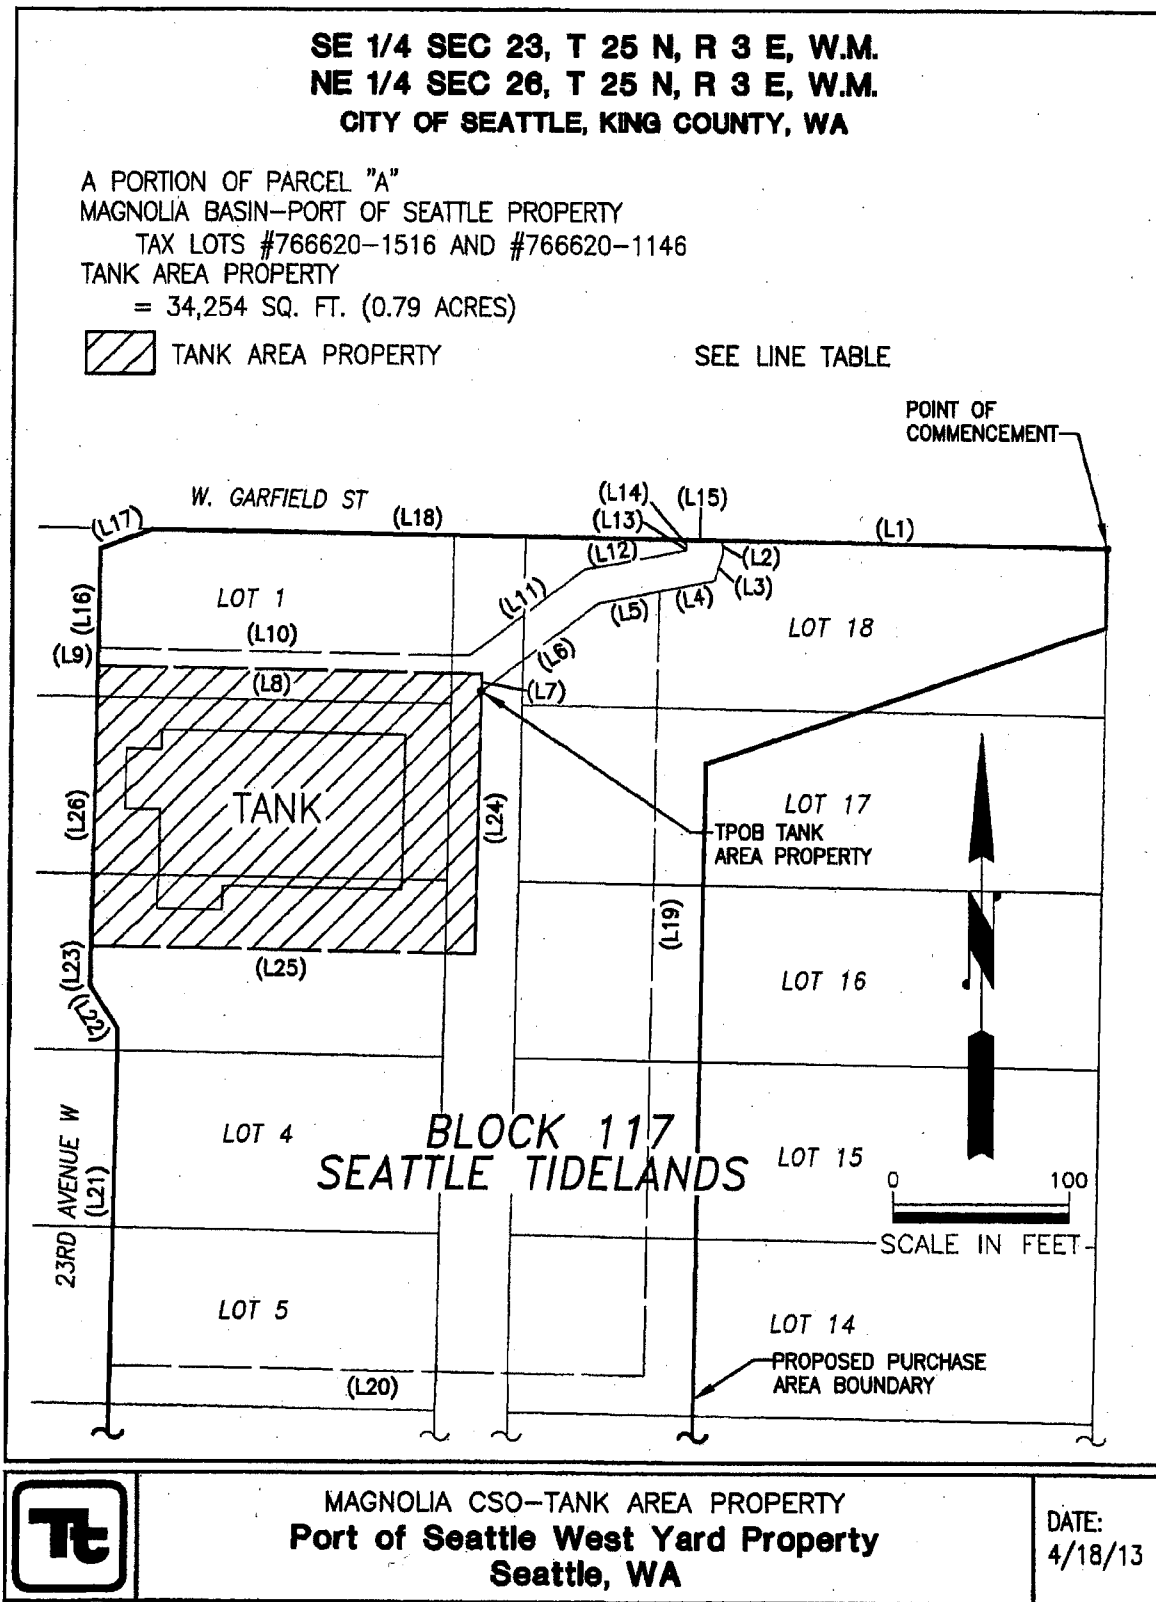 SE 1/4 SEC 23, T 25 N, R 3 E, W.M.
NE 1/4 SEC 26, T 25 N, R 3 E, W.M.
CITY OF SEATTLE, KING COUNTY, WA
A PORTION OF PARCEL "A"
MAGNOLIA BASIN-PORT OF SEATTLE PROPERTY
TAX LOTS #766620-1516 AND #766620-1146
TANK AREA PROPERTY
= 34,254 SQ. FT. (0.79 ACRES)
TANK AREA PROPERTY
SEE LINE TABLE
POINT OF
COMMENCEMENT
W. GARFIELD ST
(L14)
(L15)
(L17)
(L18)
(L13)
(L1)
(L12)
(L2)
(L3)
(L16)
LOT 1
(L11)
(L5)
(L4)
LOT 18
(L10)
(L9)
(L6)
(L8)
(L7)
(L26)
TANK
(L24)
LOT 17
TPOB TANK
AREA PROPERTY
(L19)
(L23)
(L25)
LOT 16
(L22)
N
LOT 4
BLOCK 117
SEATTLE TIDELANDS
LOT 15
23RD AVENUE W
(L21)
0 100
SCALE IN FEET
LOT 5
LOT 14
PROPOSED PURCHASE
AREA BOUNDARY
(L20)
Tt
MAGNOLIA CSO-TANK AREA PROPERTY
Port of Seattle West Yard Property
Seattle, WA
DATE:
4/18/13